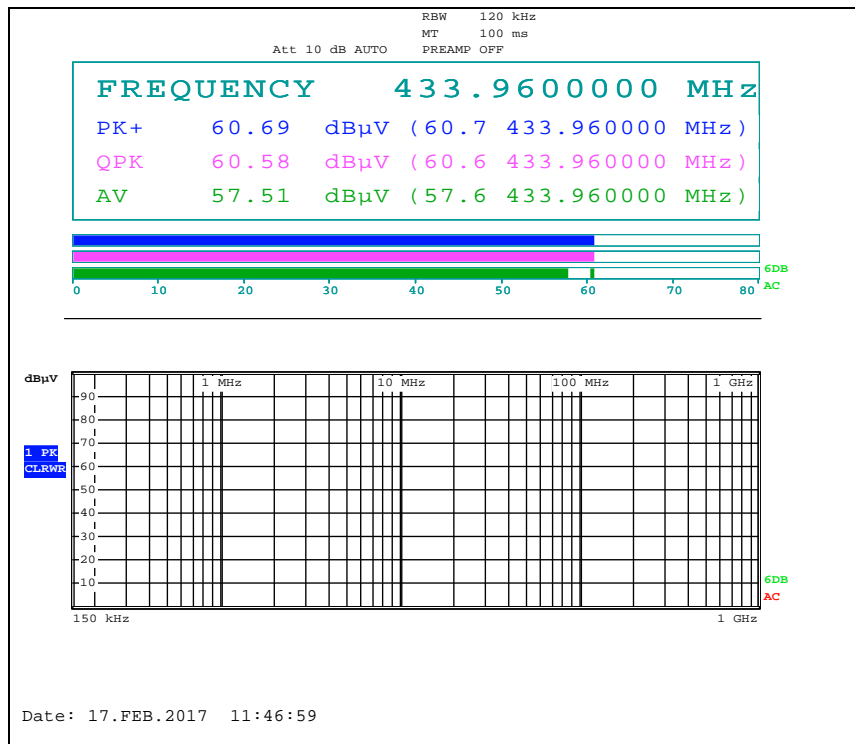 RBW 120 kHz
MT 100 ms
Att 10 dB AUTO PREAMP OFF
FREQUENCY 433.9600000 MHz
PK+ 60.69 dBµV (60.7 433.960000 MHz)
QPK 60.58 dBµV (60.6 433.960000 MHz)
AV 57.51 dBµV (57.6 433.960000 MHz)
6DB
AC
0 10 20 30 40 50 60 70 80
dBµV
1 MHz 10 MHz 100 MHz 1 GHz
90
80
70
1 PK
CLRWR
60
50
40
30
20
10
6DB
AC
150 kHz 1 GHz
Date: 17.FEB.2017 11:46:59